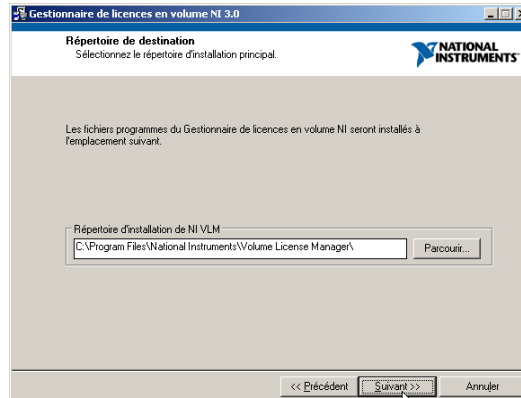 Gestionnaire de licences en volume NI 3.0
Répertoire de destination
Sélectionnez le répertoire d'installation principal.
NATIONAL
INSTRUMENTS
Les fichiers programmes du Gestionnaire de licences en volume NI seront installés à
l'emplacement suivant.
Répertoire d'installation de NI VLM
C:\Program Files\National Instruments\Volume License Manager\
Parcourir...
<< Précédent
Suivant >>
Annuler